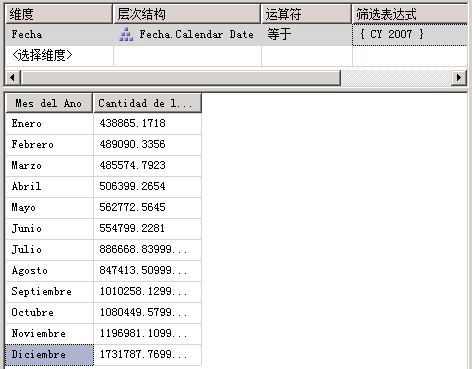 维度 层次结构 运算符 筛选表达式
Fecha Fecha.Calendar Date 等于 { CY 2007 }
<选择维度>
Mes del Ano Cantidad de l...
Enero 438865.1718
Febrero 489090.3356
Marzo 485574.7923
Abril 506399.2654
Mayo 562772.5645
Junio 554799.2281
Julio 886668.83999...
Agosto 847413.50999...
Septiembre 1010258.1299...
Octubre 1080449.5799...
Noviembre 1196981.1099...
Diciembre 1731787.7699...